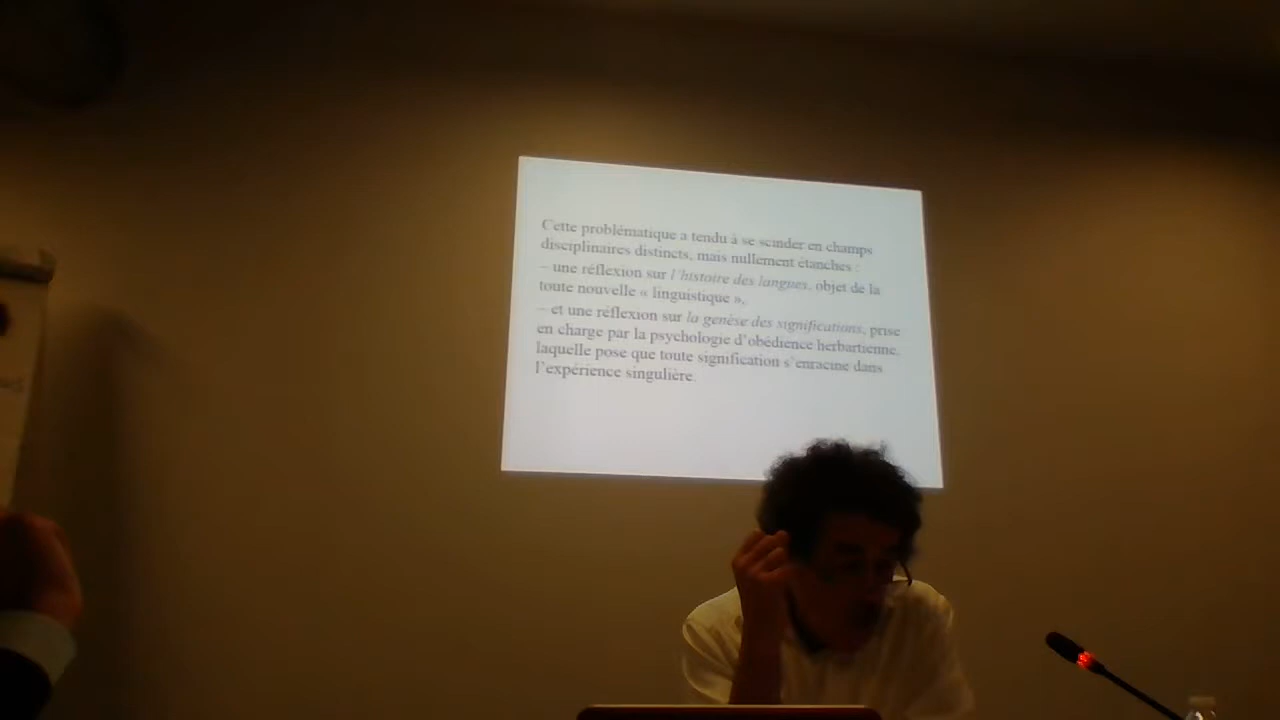 Cette problématique a tendu à se scinder en champs
disciplinaires distincts, mais nullement étanches :
– une réflexion sur l'histoire des langues, objet de la
toute nouvelle « linguistique »,
– et une réflexion sur la genèse des significations, prise
en charge par la psychologie d'obédience herbartienne,
laquelle pose que toute signification s'enracine dans
l'expérience singulière.